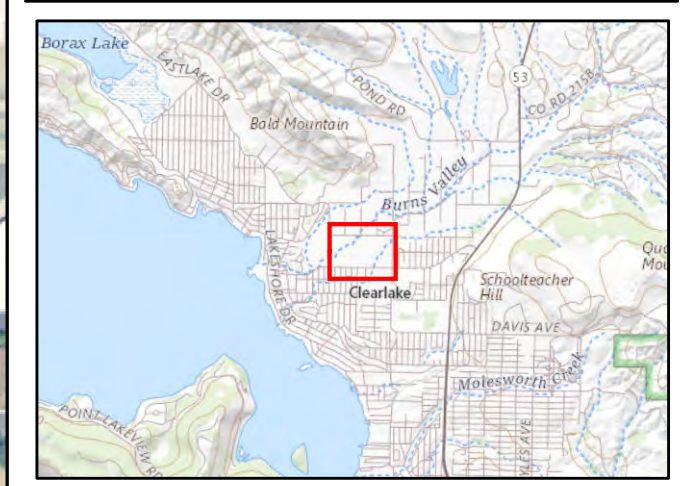 Borax Lake
EASTLAKE DR
POND RD
53
CO RD 215B
Bald Mountain
Burns Valley
LAKESHORE DR
Clearlake
Schoolteacher
Hill
DAVIS AVE
Molesworth Creek
POINT LAKEVIEW RD